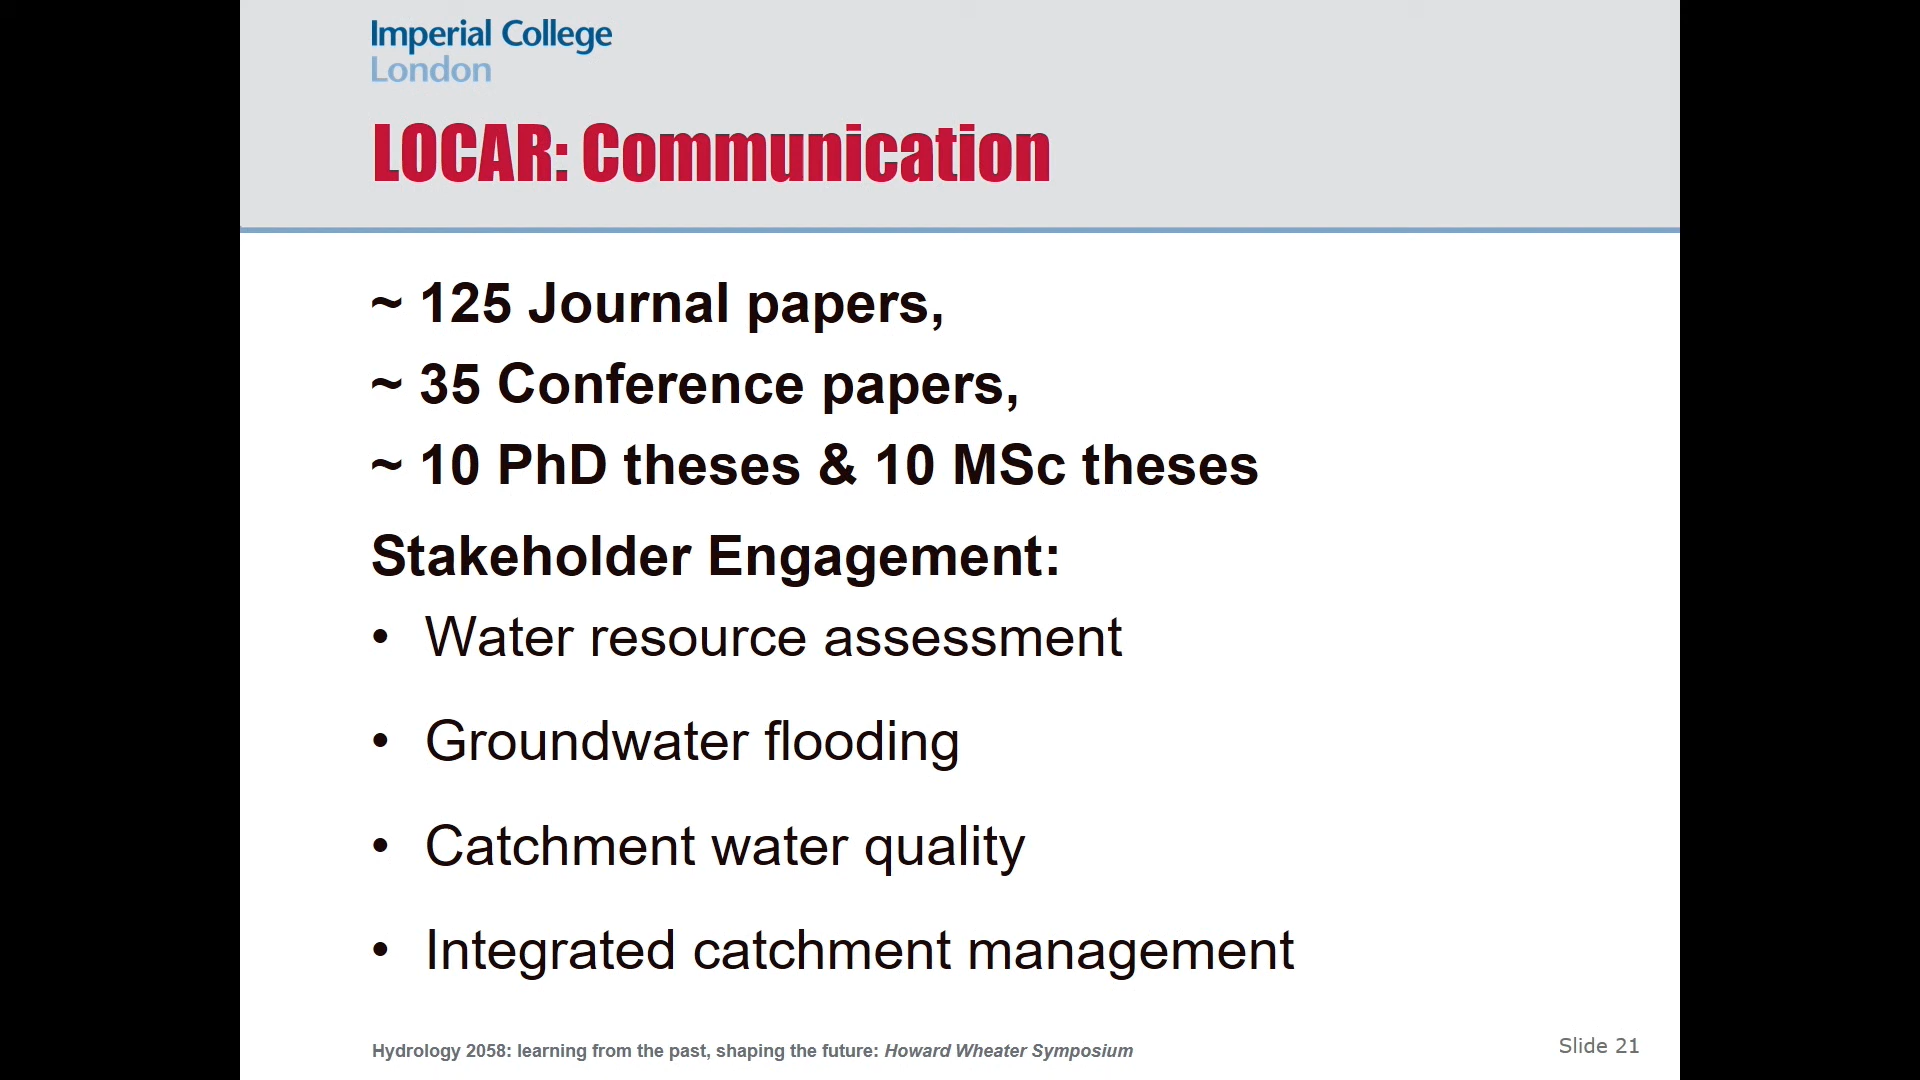 Imperial College
London
LOCAR: Communication
~ 125 Journal papers,
~ 35 Conference papers,
~ 10 PhD theses & 10 MSc theses
Stakeholder Engagement:
• Water resource assessment
• Groundwater flooding
• Catchment water quality
• Integrated catchment management
Hydrology 2058: learning from the past, shaping the future: Howard Wheater Symposium
Slide 21